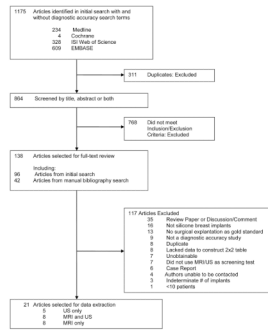 1175 Articles identified in initial search with and
without diagnostic accuracy search terms
234 Medline
4 Cochrane
328 ISI Web of Science
609 EMBASE
311 Duplicates: Excluded
864 Screened by title, abstract or both
768 Did not meet
Inclusion/Exclusion
Criteria: Excluded
138 Articles selected for full-text review
Including:
96 Articles from initial search
42 Articles from manual bibliography search
117 Articles Excluded
35 Review Paper or Discussion/Comment
16 Not silicone breast implants
13 No surgical explantation as gold standard
9 Not a diagnostic accuracy study
8 Duplicate
8 Lacked data to construct 2x2 table
7 Unobtainable
7 Did not use MRI/US as screening test
6 Case Report
4 Authors unable to be contacted
3 Indeterminate # of implants
1 <10 patients
21 Articles selected for data extraction
5 US only
8 MRI and US
8 MRI only